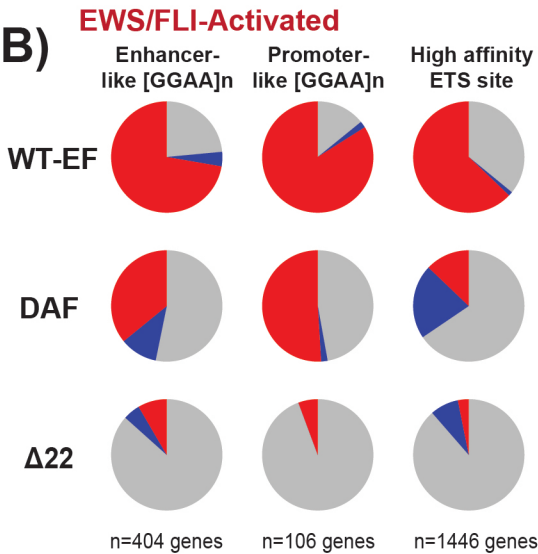 B)
EWS/FLI-Activated
Enhancer-
like [GGAA]n
Promoter-
like [GGAA]n
High affinity
ETS site
WT-EF
DAF
Δ22
n=404 genes
n=106 genes
n=1446 genes